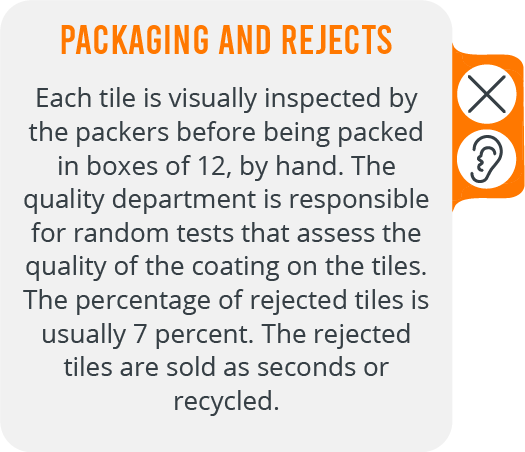 PACKAGING AND REJECTS
Each tile is visually inspected by
the packers before being packed
in boxes of 12, by hand. The
quality department is responsible
for random tests that assess the
quality of the coating on the tiles.
The percentage of rejected tiles is
usually 7 percent. The rejected
tiles are sold as seconds or
recycled.